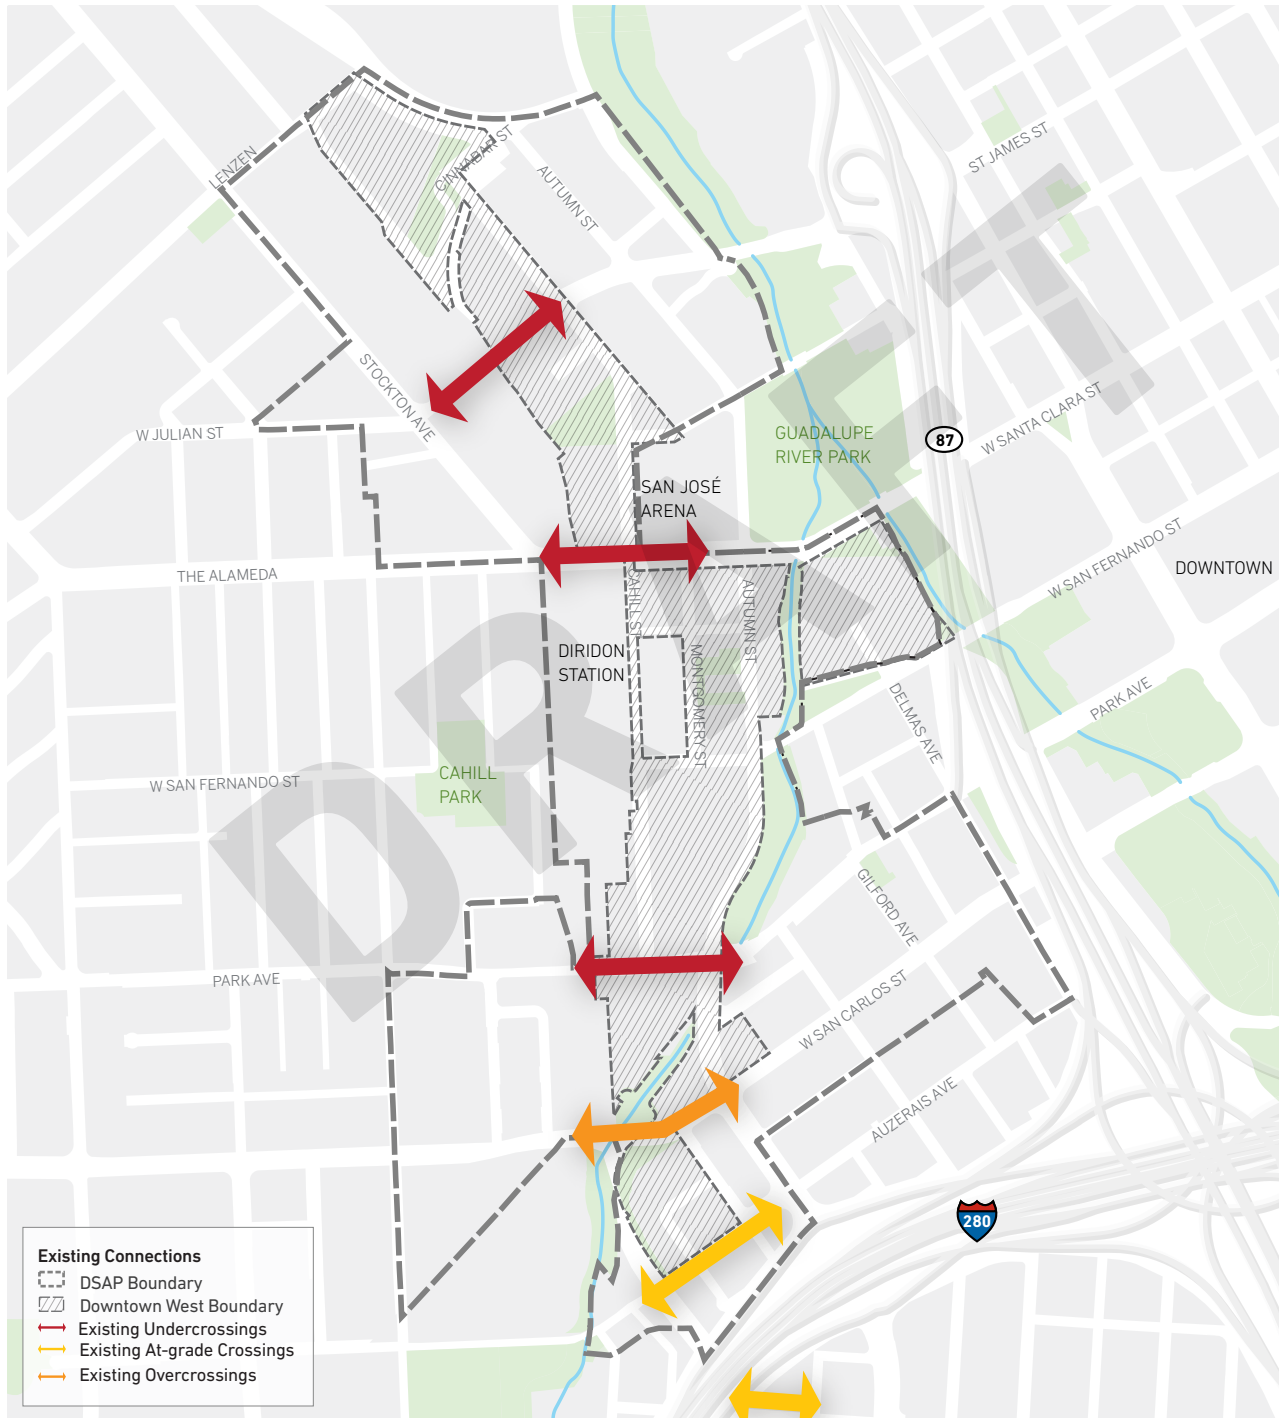 ST JAMES ST
CINNABAR ST
LENZEN
AUTUMN ST
STOCKTON AVE
W SANTA CLARA ST
W JULIAN ST
GUADALUPE
RIVER PARK
87
SAN JOSÉ
ARENA
W SAN FERNANDO ST
DOWNTOWN
THE ALAMEDA
CAHILL ST
AUTUMN ST
DIRIDON
STATION
MONTGOMERY ST
DELMAS AVE
PARK AVE
CAHILL
PARK
W SAN FERNANDO ST
GILFORD AVE
PARK AVE
W SAN CARLOS ST
AUZERAIS AVE
280
DRAFT
Existing Connections
DSAP Boundary
Downtown West Boundary
Existing Undercrossings
Existing At-grade Crossings
Existing Overcrossings